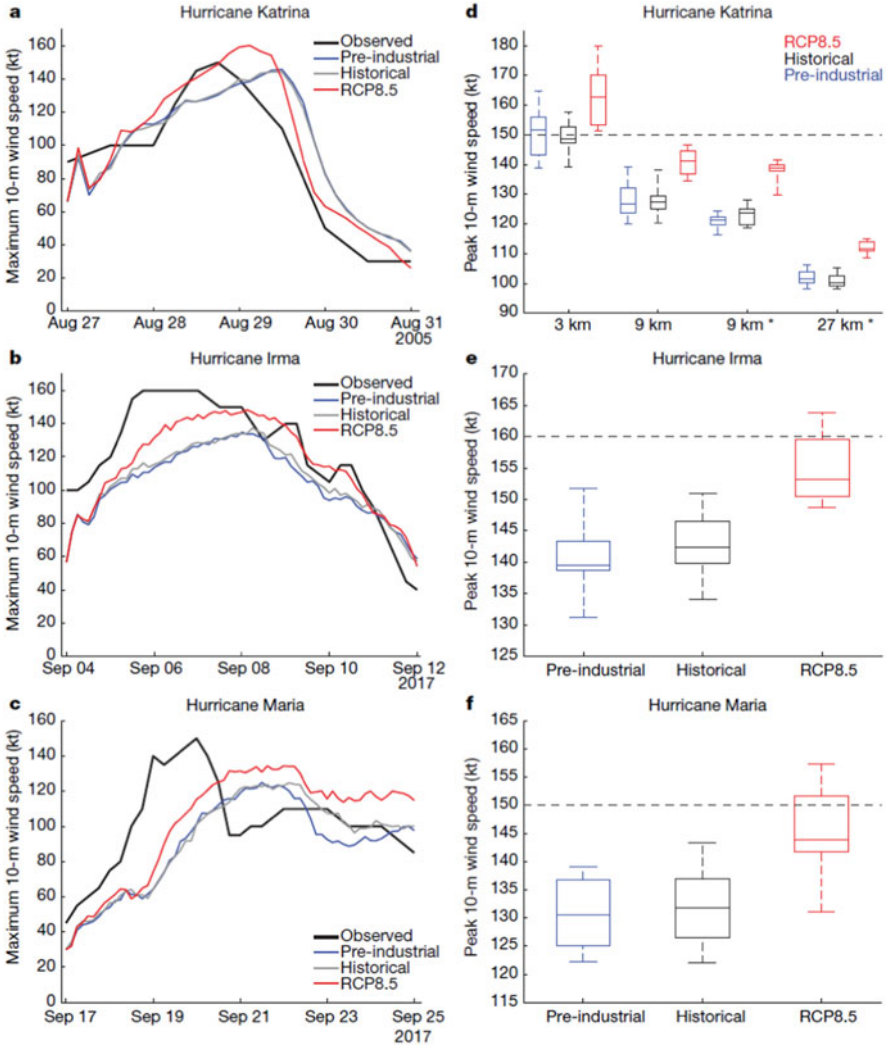 a
Hurricane Katrina
Maximum 10-m wind speed (kt)
160
140
120
100
80
60
40
20
0
Observed
Pre-industrial
Historical
RCP8.5
Aug 27
Aug 28
Aug 29
Aug 30
Aug 31
2005
d
Hurricane Katrina
Peak 10-m wind speed (kt)
180
170
160
150
140
130
120
110
100
90
RCP8.5
Historical
Pre-industrial
3 km
9 km
9 km *
27 km *
b
Hurricane Irma
Maximum 10-m wind speed (kt)
160
140
120
100
80
60
40
20
0
Observed
Pre-industrial
Historical
RCP8.5
Sep 04
Sep 06
Sep 08
Sep 10
Sep 12
2017
e
Hurricane Irma
Peak 10-m wind speed (kt)
170
165
160
155
150
145
140
135
130
125
Pre-industrial
Historical
RCP8.5
c
Hurricane Maria
Maximum 10-m wind speed (kt)
160
140
120
100
80
60
40
20
0
Observed
Pre-industrial
Historical
RCP8.5
Sep 17
Sep 19
Sep 21
Sep 23
Sep 25
2017
f
Hurricane Maria
Peak 10-m wind speed (kt)
165
160
155
150
145
140
135
130
125
120
115
Pre-industrial
Historical
RCP8.5